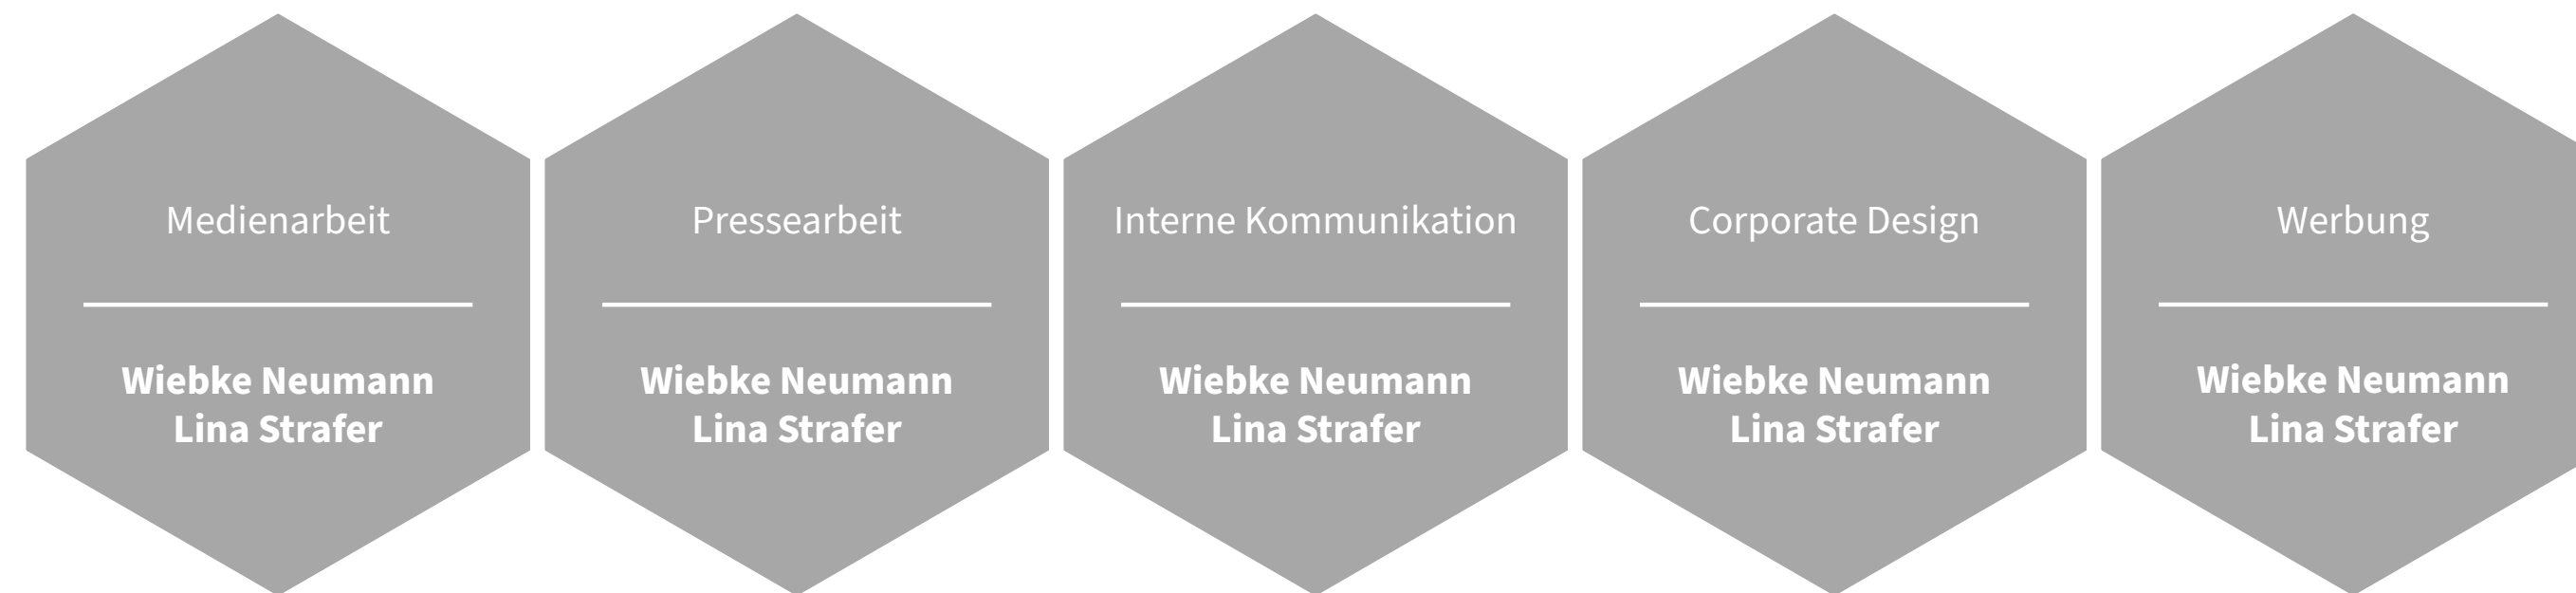 Medienarbeit
Wiebke Neumann
Lina Strafer
Pressearbeit
Wiebke Neumann
Lina Strafer
Interne Kommunikation
Wiebke Neumann
Lina Strafer
Corporate Design
Wiebke Neumann
Lina Strafer
Werbung
Wiebke Neumann
Lina Strafer